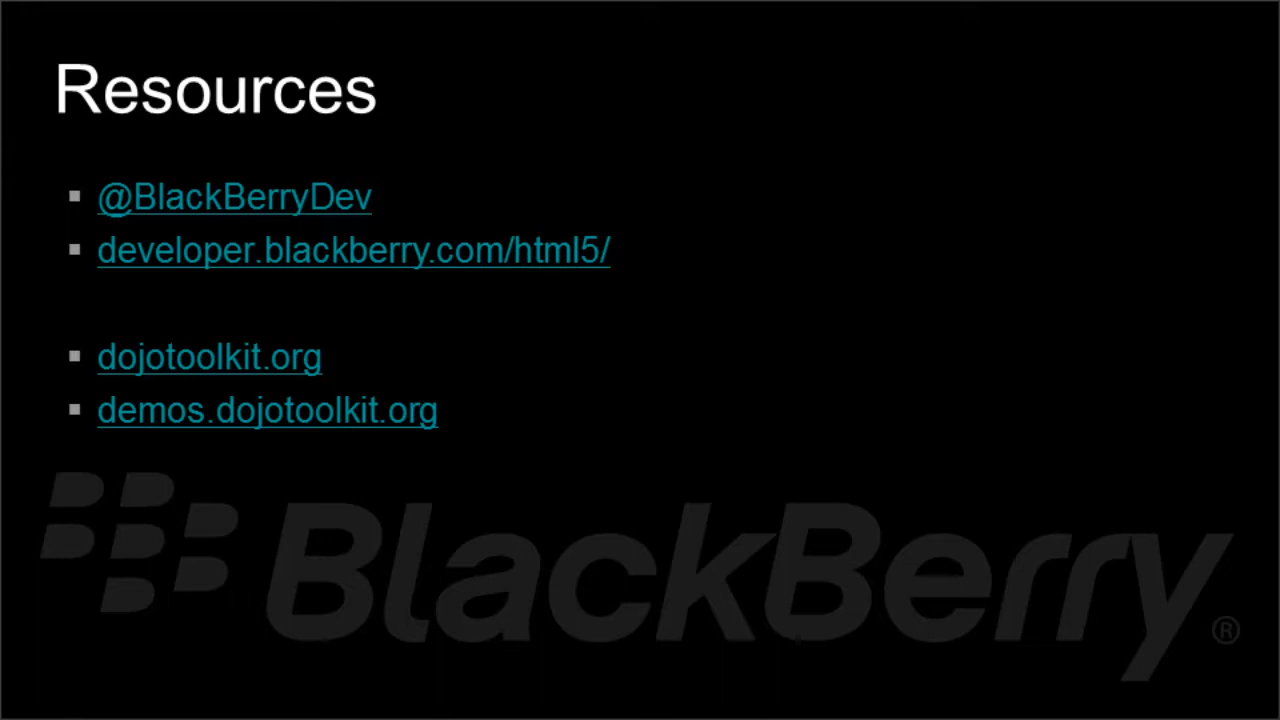 Resources
@BlackBerryDev
developer.blackberry.com/html5/
dojotoolkit.org
demos.dojotoolkit.org
BlackBerry®